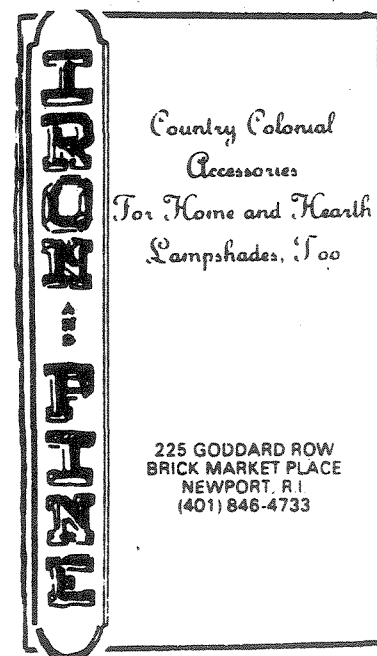 IRON AND PINE
Country Colonial
Accessories
For Home and Hearth
Lampshades, Too
225 GODDARD ROW
BRICK MARKET PLACE
NEWPORT, R.I.
(401) 846-4733